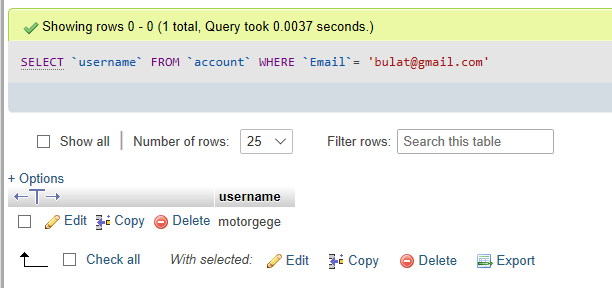 Showing rows 0 - 0 (1 total, Query took 0.0037 seconds.)
SELECT `username` FROM `account` WHERE `Email`= 'bulat@gmail.com'
Show all | Number of rows: 25 Filter rows: Search this table
+ Options
←T→ username
Edit Copy Delete motorgege
Check all With selected: Edit Copy Delete Export